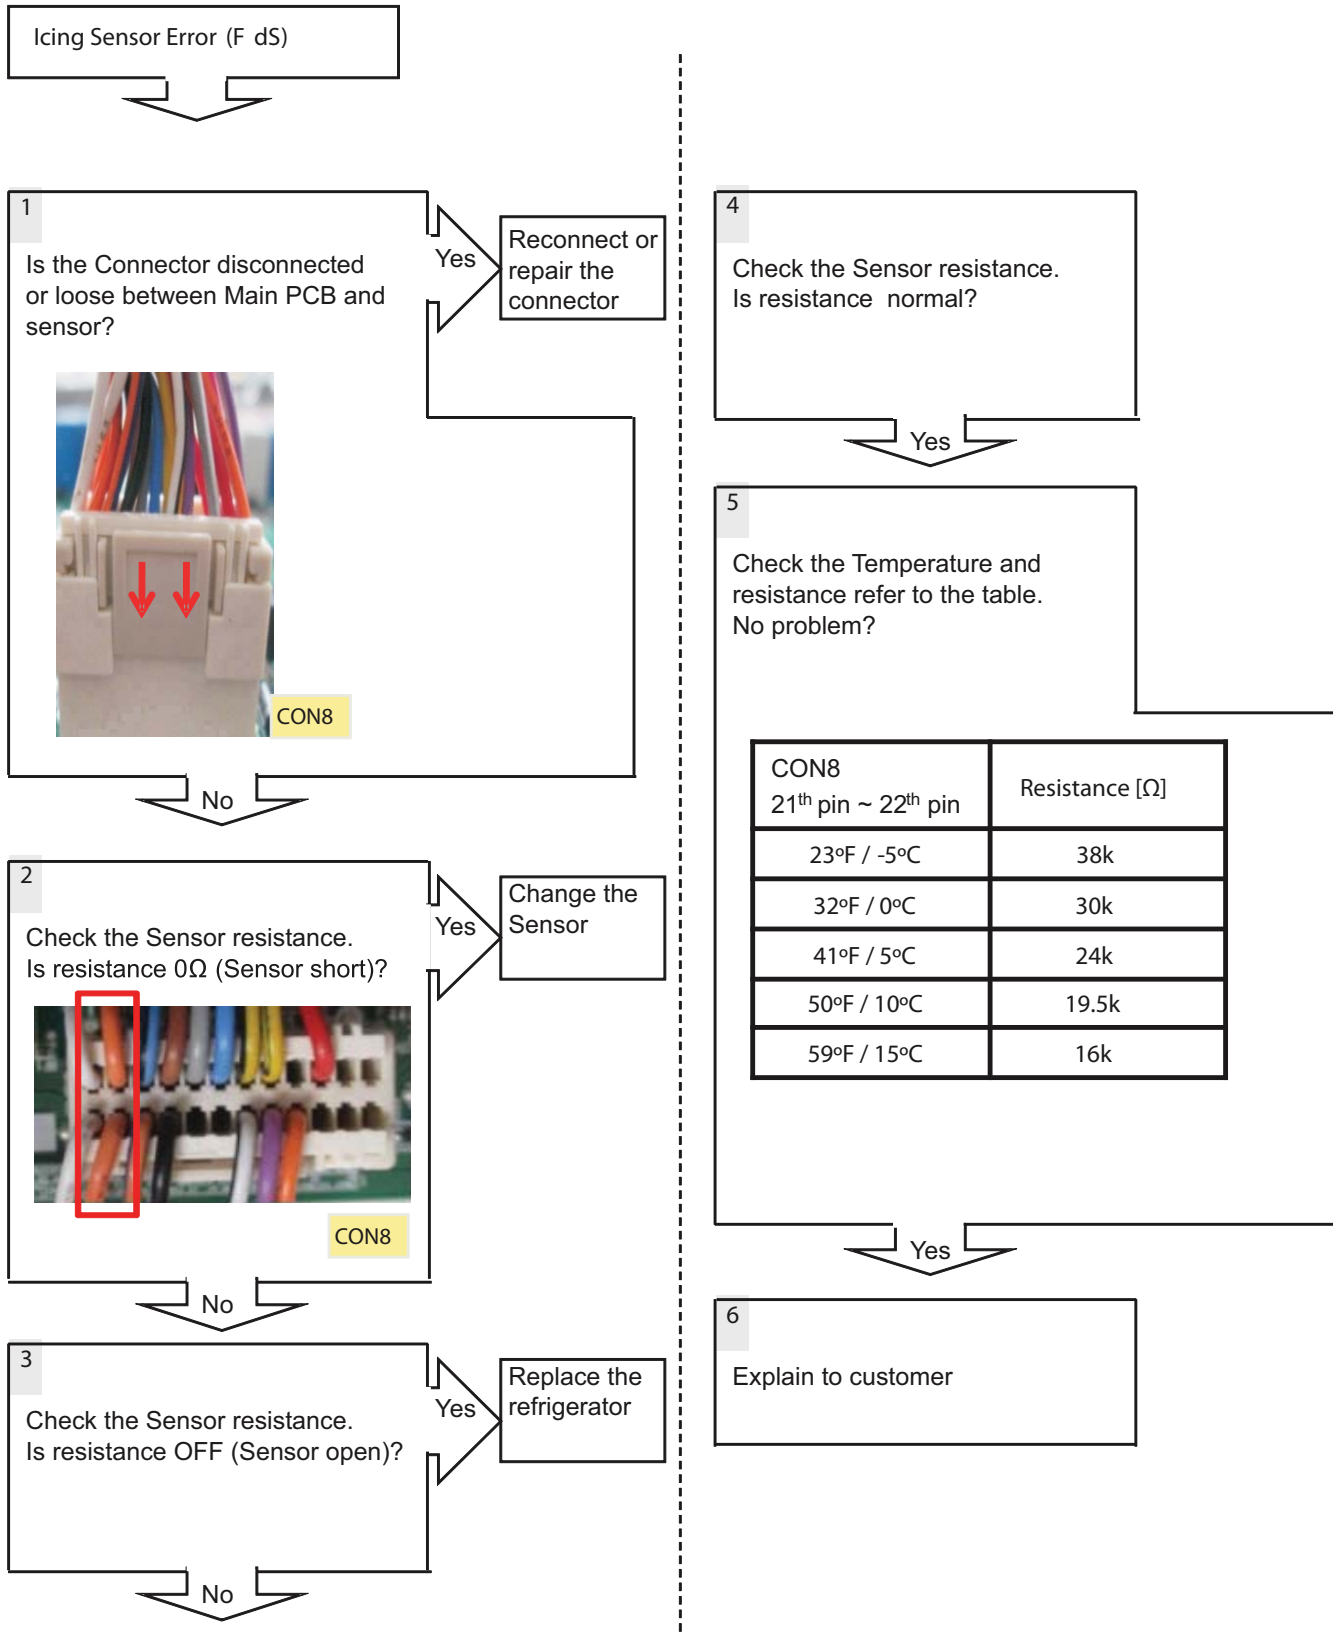 Icing Sensor Error (F dS)
1
Is the Connector disconnected
or loose between Main PCB and
sensor?
Yes
Reconnect or
repair the
connector
CON8
No
2
Check the Sensor resistance.
Is resistance 0Ω (Sensor short)?
Yes
Change the
Sensor
CON8
No
3
Check the Sensor resistance.
Is resistance OFF (Sensor open)?
Yes
Replace the
refrigerator
No
4
Check the Sensor resistance.
Is resistance normal?
Yes
5
Check the Temperature and
resistance refer to the table.
No problem?
CON8
21th pin ~ 22th pin
Resistance [Ω]
23ºF / -5ºC 38k
32ºF / 0ºC 30k
41ºF / 5ºC 24k
50ºF / 10ºC 19.5k
59ºF / 15ºC 16k
Yes
6
Explain to customer